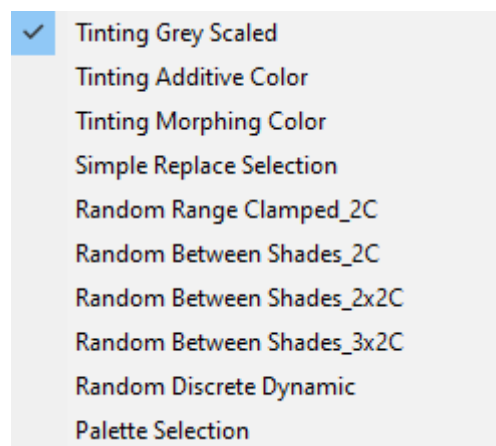 Tinting Grey Scaled
Tinting Additive Color
Tinting Morphing Color
Simple Replace Selection
Random Range Clamped_2C
Random Between Shades_2C
Random Between Shades_2x2C
Random Between Shades_3x2C
Random Discrete Dynamic
Palette Selection